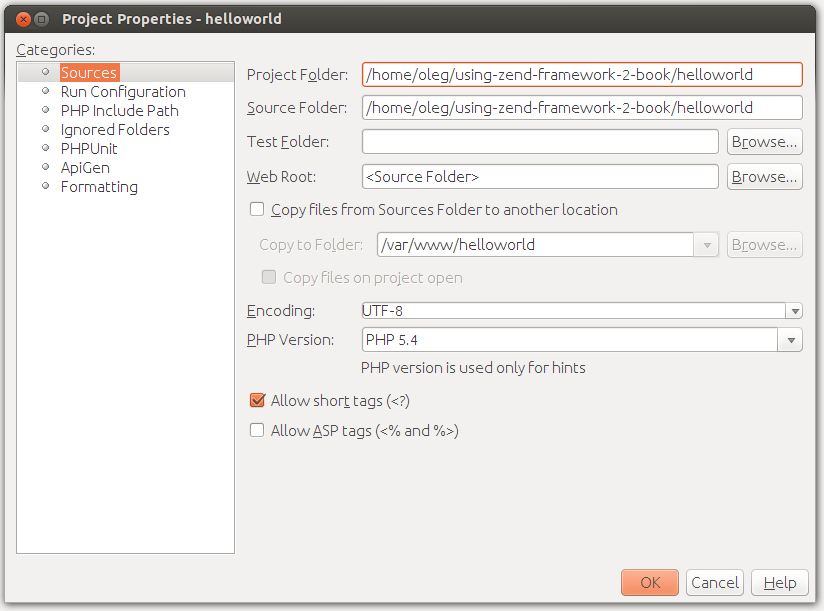 Project Properties - helloworld
Categories:
Sources
Run Configuration
PHP Include Path
Ignored Folders
PHPUnit
ApiGen
Formatting
Project Folder: /home/oleg/using-zend-framework-2-book/helloworld
Source Folder: /home/oleg/using-zend-framework-2-book/helloworld
Test Folder: Browse...
Web Root: <Source Folder> Browse...
Copy files from Sources Folder to another location
Copy to Folder: /var/www/helloworld Browse...
Copy files on project open
Encoding: UTF-8
PHP Version: PHP 5.4
PHP version is used only for hints
Allow short tags (<?)
Allow ASP tags (<% and %>)
OK Cancel Help